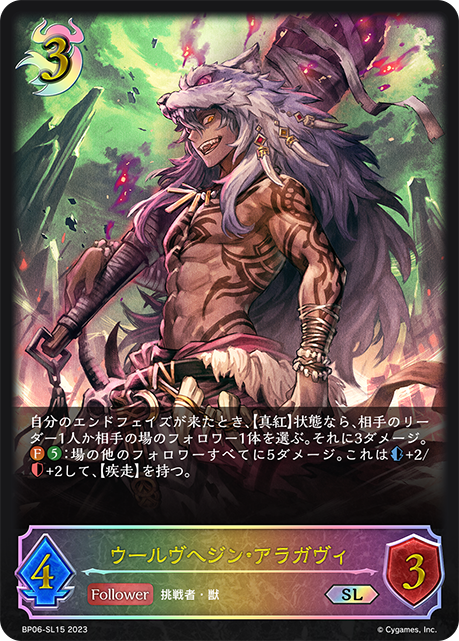 3
自分のエンドフェイズが来たとき、【真紅】状態なら、相手のリー
ダー1人か相手の場のフォロワー1体を選ぶ。それに3ダメージ。
F 5:場の他のフォロワーすべてに5ダメージ。これは+2/
+2して、【疾走】を持つ。
ウールヴヘジン・アラガヴィ
4
Follower 挑戦者・獣
SL
3
BP06-SL15 2023
© Cygames, Inc.